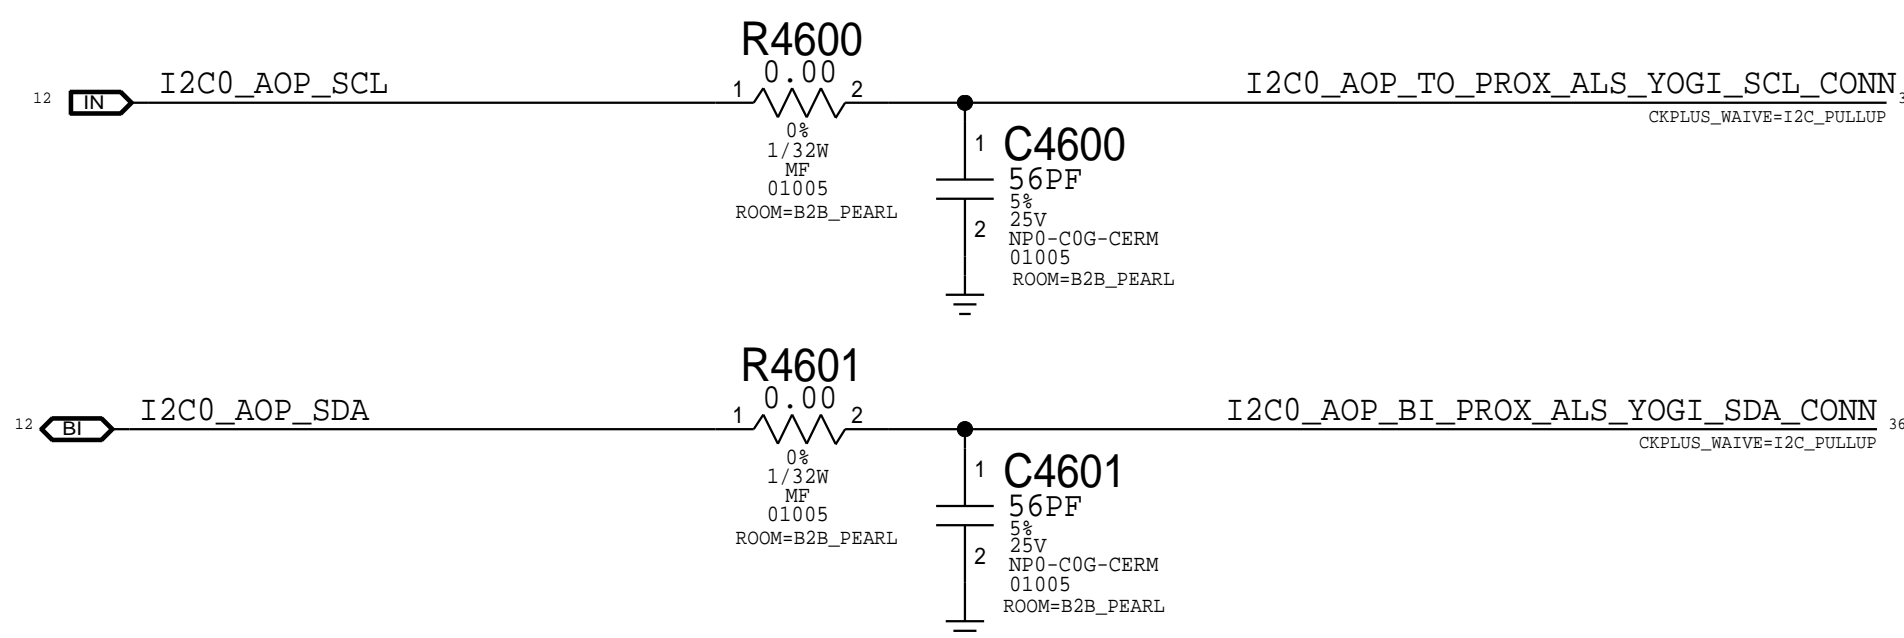 R4600
12 IN I2C0_AOP_SCL 1 0.00 2 I2C0_AOP_TO_PROX_ALS_YOGI_SCL_CONN
0%
1/32W
MF
01005
ROOM=B2B_PEARL
CKPLUS_WAIVE=I2C_PULLUP
1 C4600
56PF
5%
25V
2 NP0-C0G-CERM
01005
ROOM=B2B_PEARL
R4601
12 BI I2C0_AOP_SDA 1 0.00 2 I2C0_AOP_BI_PROX_ALS_YOGI_SDA_CONN 36
0%
1/32W
MF
01005
ROOM=B2B_PEARL
CKPLUS_WAIVE=I2C_PULLUP
1 C4601
56PF
5%
25V
2 NP0-C0G-CERM
01005
ROOM=B2B_PEARL